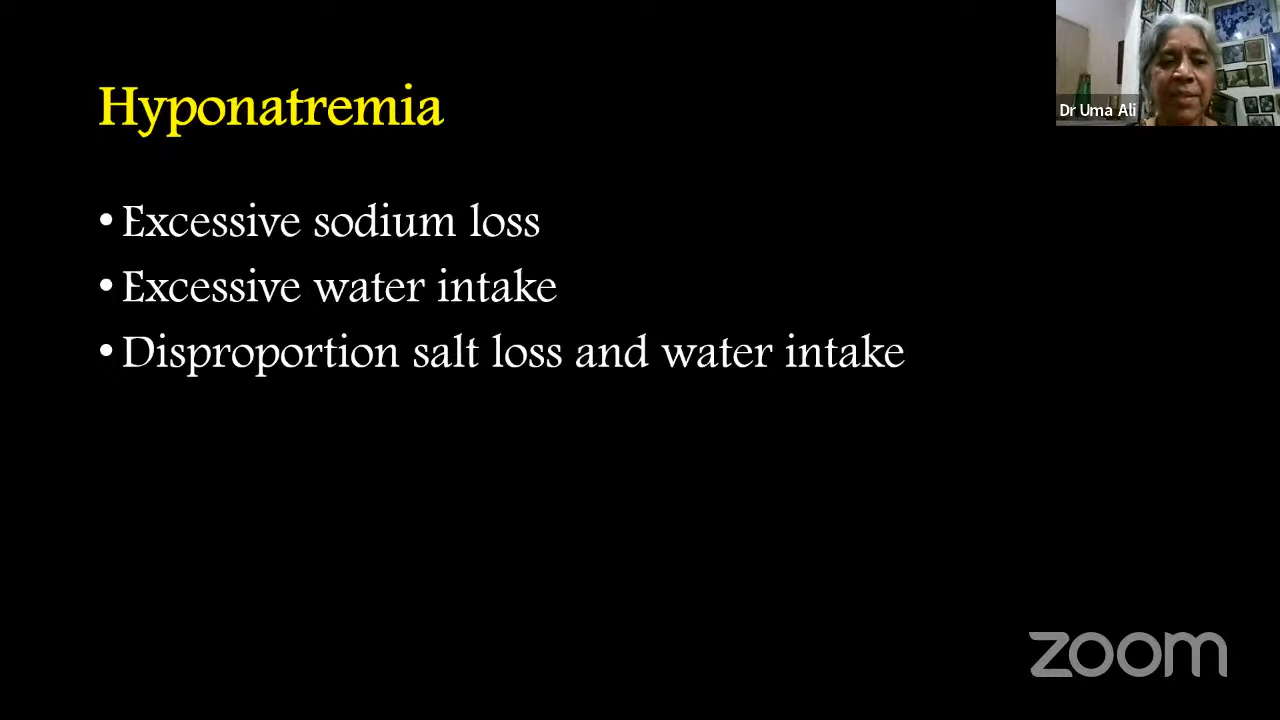 Hyponatremia
Dr Uma Ali
• Excessive sodium loss
• Excessive water intake
• Disproportion salt loss and water intake
zoom